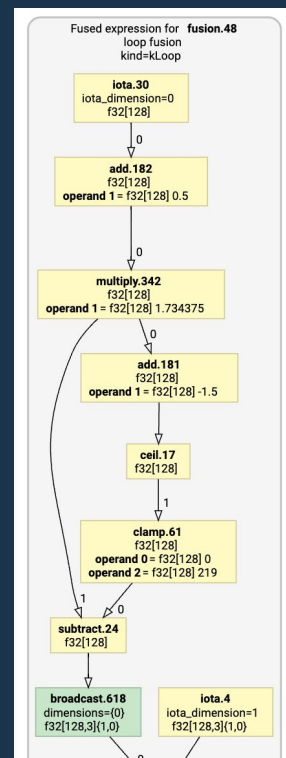 Fused expression for fusion.48
loop fusion
kind=kLoop
iota.30
iota_dimension=0
f32[128]
0
add.182
f32[128]
operand 1 = f32[128] 0.5
0
multiply.342
f32[128]
operand 1 = f32[128] 1.734375
0
add.181
f32[128]
operand 1 = f32[128] -1.5
ceil.17
f32[128]
1
clamp.61
f32[128]
operand 0 = f32[128] 0
operand 2 = f32[128] 219
1
0
subtract.24
f32[128]
broadcast.618
dimensions={0}
f32[128,3]{1,0}
iota.4
iota_dimension=1
f32[128,3]{1,0}